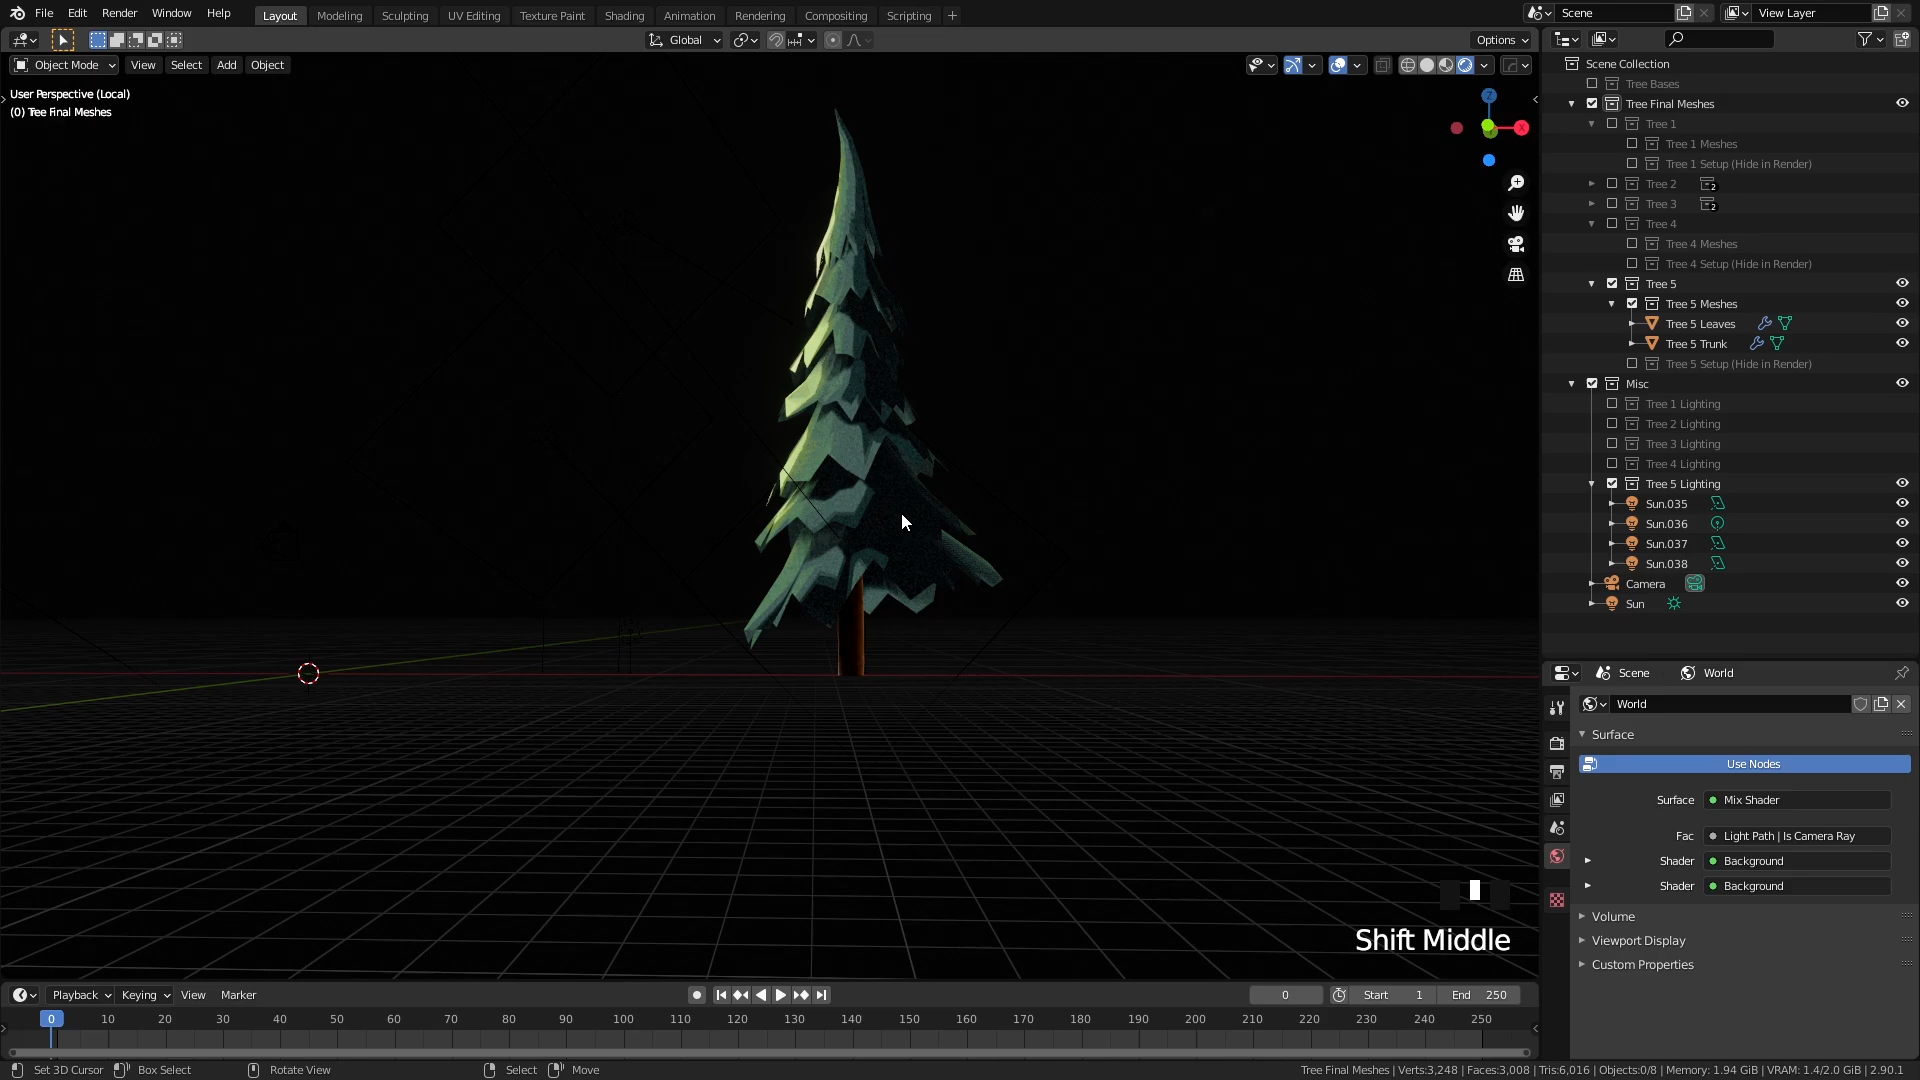 File Edit Render Window Help Layout Modeling Sculpting UV Editing Texture Paint Shading Animation Rendering Compositing Scripting + Scene View Layer
Global Options
Object Mode View Select Add Object
User Perspective (Local)
(0) Tree Final Meshes
Z
X
Scene Collection
Tree Bases
Tree Final Meshes
Tree 1
Tree 1 Meshes
Tree 1 Setup (Hide in Render)
Tree 2 2
Tree 3 2
Tree 4
Tree 4 Meshes
Tree 4 Setup (Hide in Render)
Tree 5
Tree 5 Meshes
Tree 5 Leaves
Tree 5 Trunk
Tree 5 Setup (Hide in Render)
Misc
Tree 1 Lighting
Tree 2 Lighting
Tree 3 Lighting
Tree 4 Lighting
Tree 5 Lighting
Sun.035
Sun.036
Sun.037
Sun.038
Camera
Sun
Scene World
World
Surface
Use Nodes
Surface Mix Shader
Fac Light Path | Is Camera Ray
Shader Background
Shader Background
Volume
Viewport Display
Custom Properties
Shift Middle
Playback Keying View Marker 0 Start 1 End 250
0 10 20 30 40 50 60 70 80 90 100 110 120 130 140 150 160 170 180 190 200 210 220 230 240 250
Set 3D Cursor Box Select Rotate View Select Move Tree Final Meshes | Verts:3,248 | Faces:3,008 | Tris:6,016 | Objects:0/8 | Memory: 1.94 GiB | VRAM: 1.4/2.0 GiB | 2.90.1